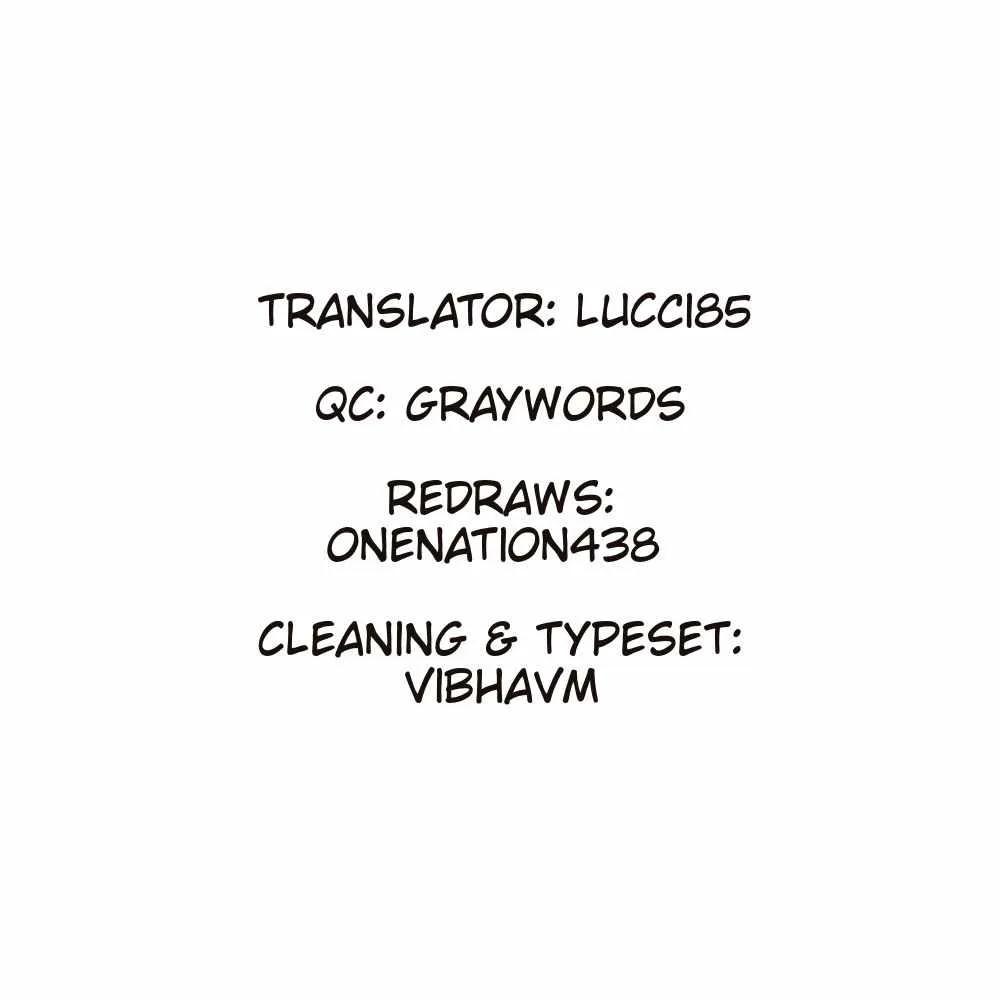 TRANSLATOR: LUCCI85
QC: GRAYWORDS
REDRAWS:
ONENATION438
CLEANING & TYPESET:
VIBHAVM